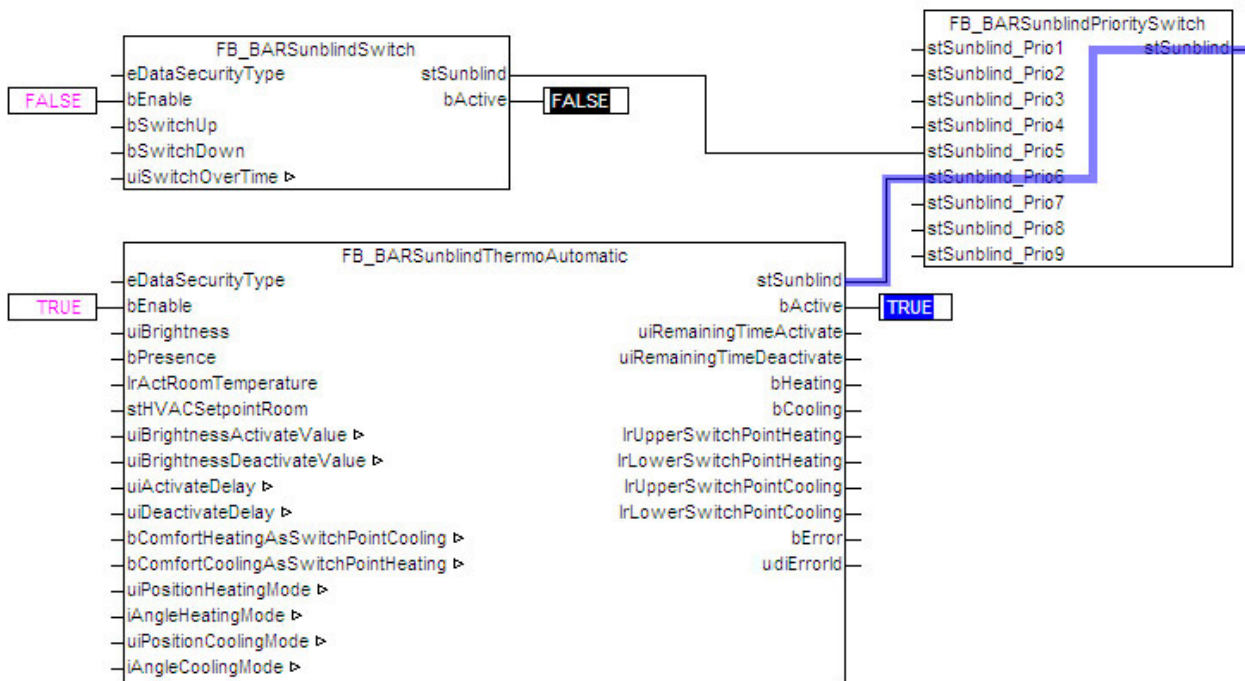 FB_BARSunblindSwitch
eDataSecurityType stSunblind
FALSE bEnable bActive FALSE
bSwitchUp
bSwitchDown
uiSwitchOverTime
FB_BARSunblindPrioritySwitch
stSunblind_Prio1 stSunblind
stSunblind_Prio2
stSunblind_Prio3
stSunblind_Prio4
stSunblind_Prio5
stSunblind_Prio6
stSunblind_Prio7
stSunblind_Prio8
stSunblind_Prio9
FB_BARSunblindThermoAutomatic
eDataSecurityType stSunblind
TRUE bEnable bActive TRUE
uiBrightness uiRemainingTimeActivate
bPresence uiRemainingTimeDeactivate
lrActRoomTemperature bHeating
stHVACSetpointRoom bCooling
uiBrightnessActivateValue lrUpperSwitchPointHeating
uiBrightnessDeactivateValue lrLowerSwitchPointHeating
uiActivateDelay lrUpperSwitchPointCooling
uiDeactivateDelay lrLowerSwitchPointCooling
bComfortHeatingAsSwitchPointCooling bError
bComfortCoolingAsSwitchPointHeating udiErrorId
uiPositionHeatingMode
iAngleHeatingMode
uiPositionCoolingMode
iAngleCoolingMode